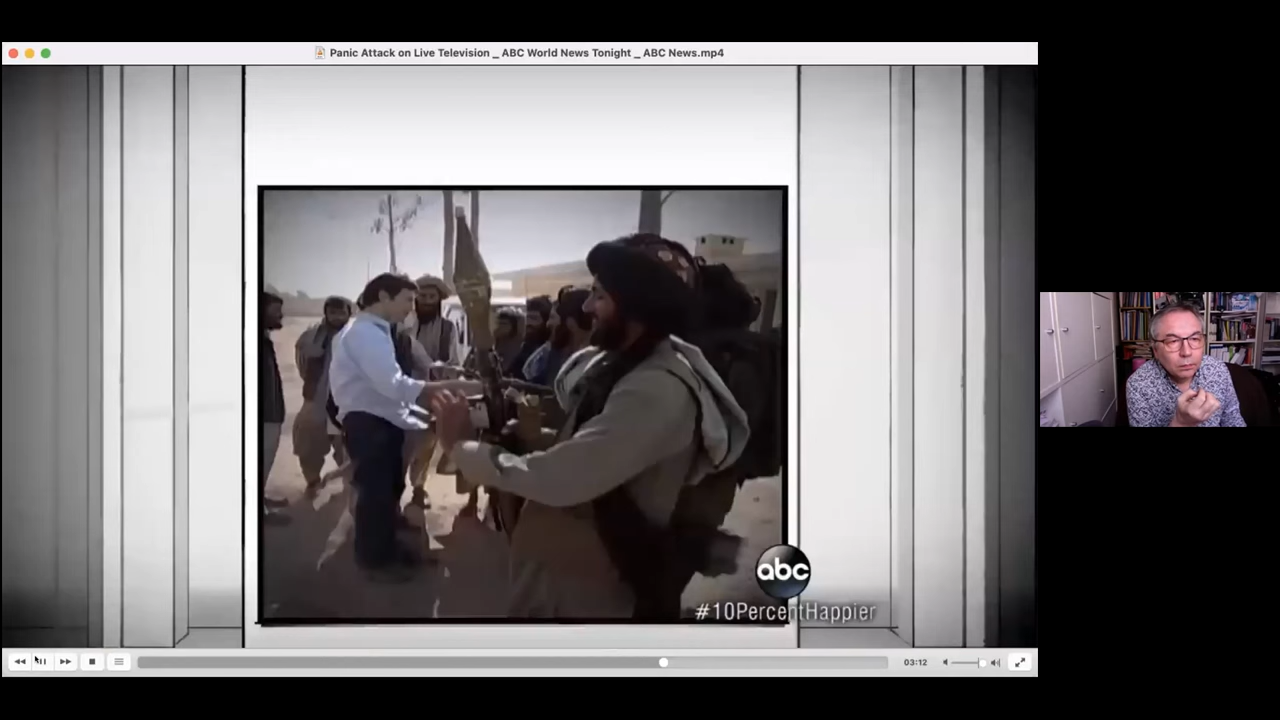 Panic Attack on Live Television _ ABC World News Tonight _ ABC News.mp4
abc
#10PercentHappier
03:12